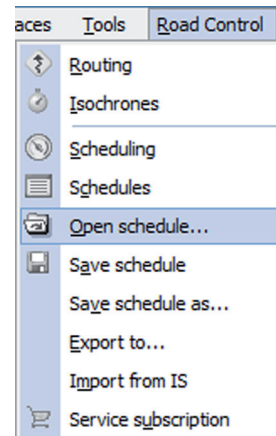 aces Tools Road Control
Routing
Isochrones
Scheduling
Schedules
Open schedule...
Save schedule
Save schedule as...
Export to...
Import from IS
Service subscription